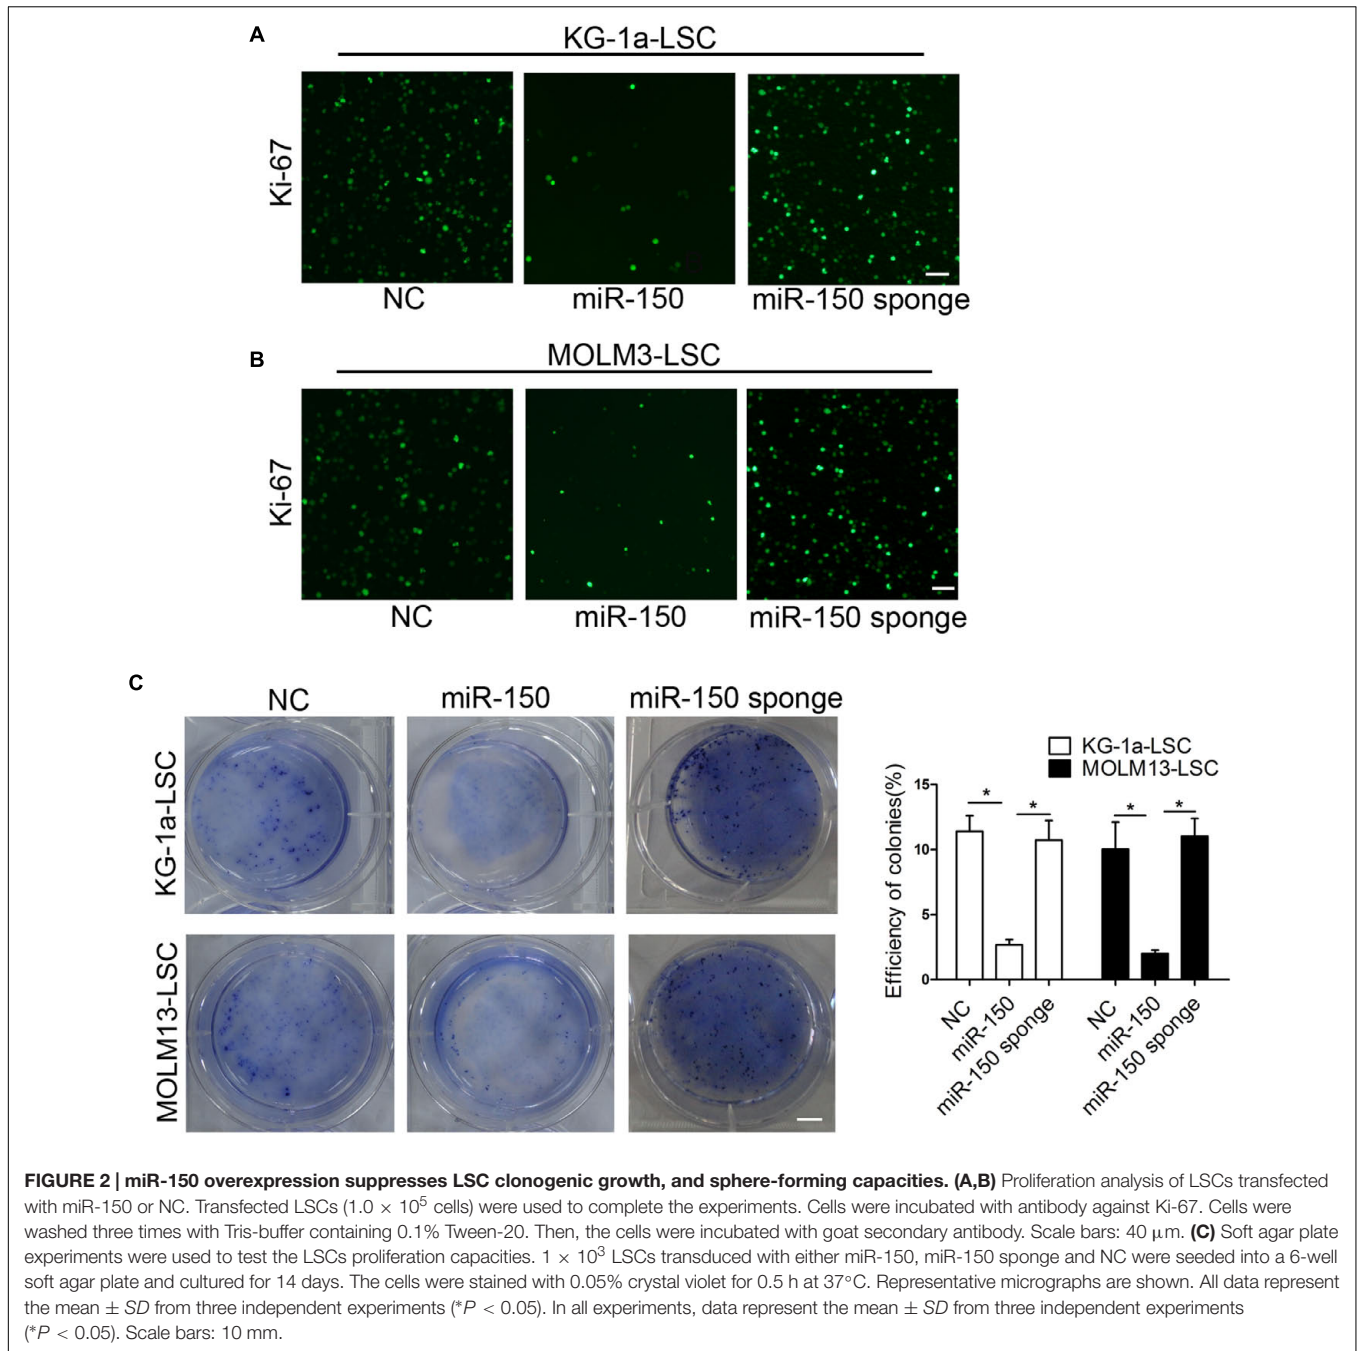 A
KG-1a-LSC
Ki-67
NC
miR-150
miR-150 sponge
B
MOLM3-LSC
Ki-67
NC
miR-150
miR-150 sponge
C
NC
miR-150
miR-150 sponge
KG-1a-LSC
MOLM13-LSC
KG-1a-LSC
MOLM13-LSC
Efficiency of colonies(%)
15
10
5
0
*
*
*
*
NC
miR-150
miR-150 sponge
NC
miR-150
miR-150 sponge
FIGURE 2 | miR-150 overexpression suppresses LSC clonogenic growth, and sphere-forming capacities. (A,B) Proliferation analysis of LSCs transfected
with miR-150 or NC. Transfected LSCs (1.0 × 10⁵ cells) were used to complete the experiments. Cells were incubated with antibody against Ki-67. Cells were
washed three times with Tris-buffer containing 0.1% Tween-20. Then, the cells were incubated with goat secondary antibody. Scale bars: 40 μm. (C) Soft agar plate
experiments were used to test the LSCs proliferation capacities. 1 × 10³ LSCs transduced with either miR-150, miR-150 sponge and NC were seeded into a 6-well
soft agar plate and cultured for 14 days. The cells were stained with 0.05% crystal violet for 0.5 h at 37°C. Representative micrographs are shown. All data represent
the mean ± SD from three independent experiments (*P < 0.05). In all experiments, data represent the mean ± SD from three independent experiments
(*P < 0.05). Scale bars: 10 mm.